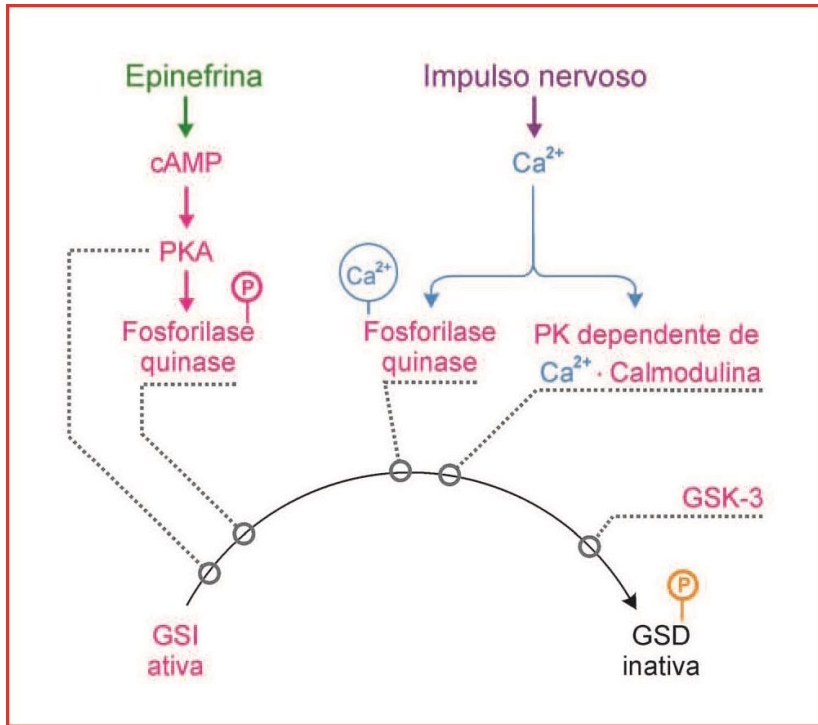 Epinefrina
Impulso nervoso
cAMP
Ca²⁺
PKA
P
Ca²⁺
Fosforilase
quinase
Fosforilase
quinase
PK dependente de
Ca²⁺ · Calmodulina
GSK-3
P
GSI
ativa
GSD
inativa